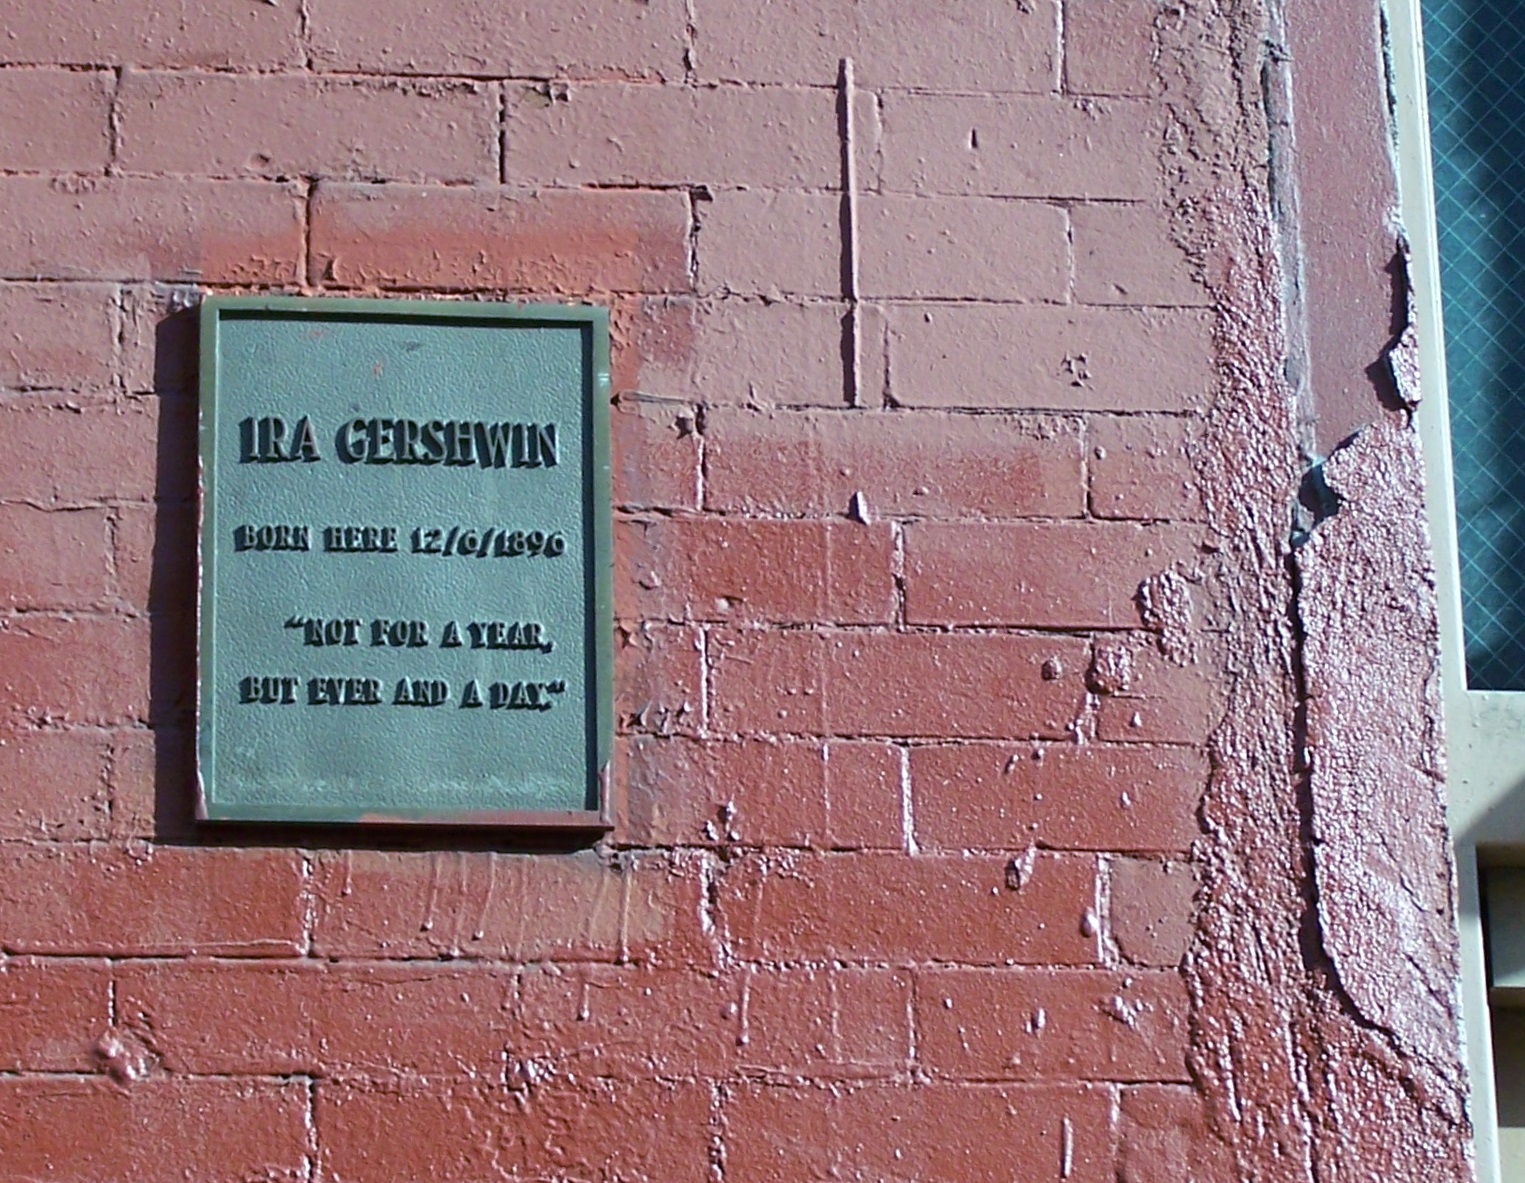 IRA GERSHWIN
BORN HERE 12/6/1896
“NOT FOR A YEAR,
BUT EVER AND A DAY.“